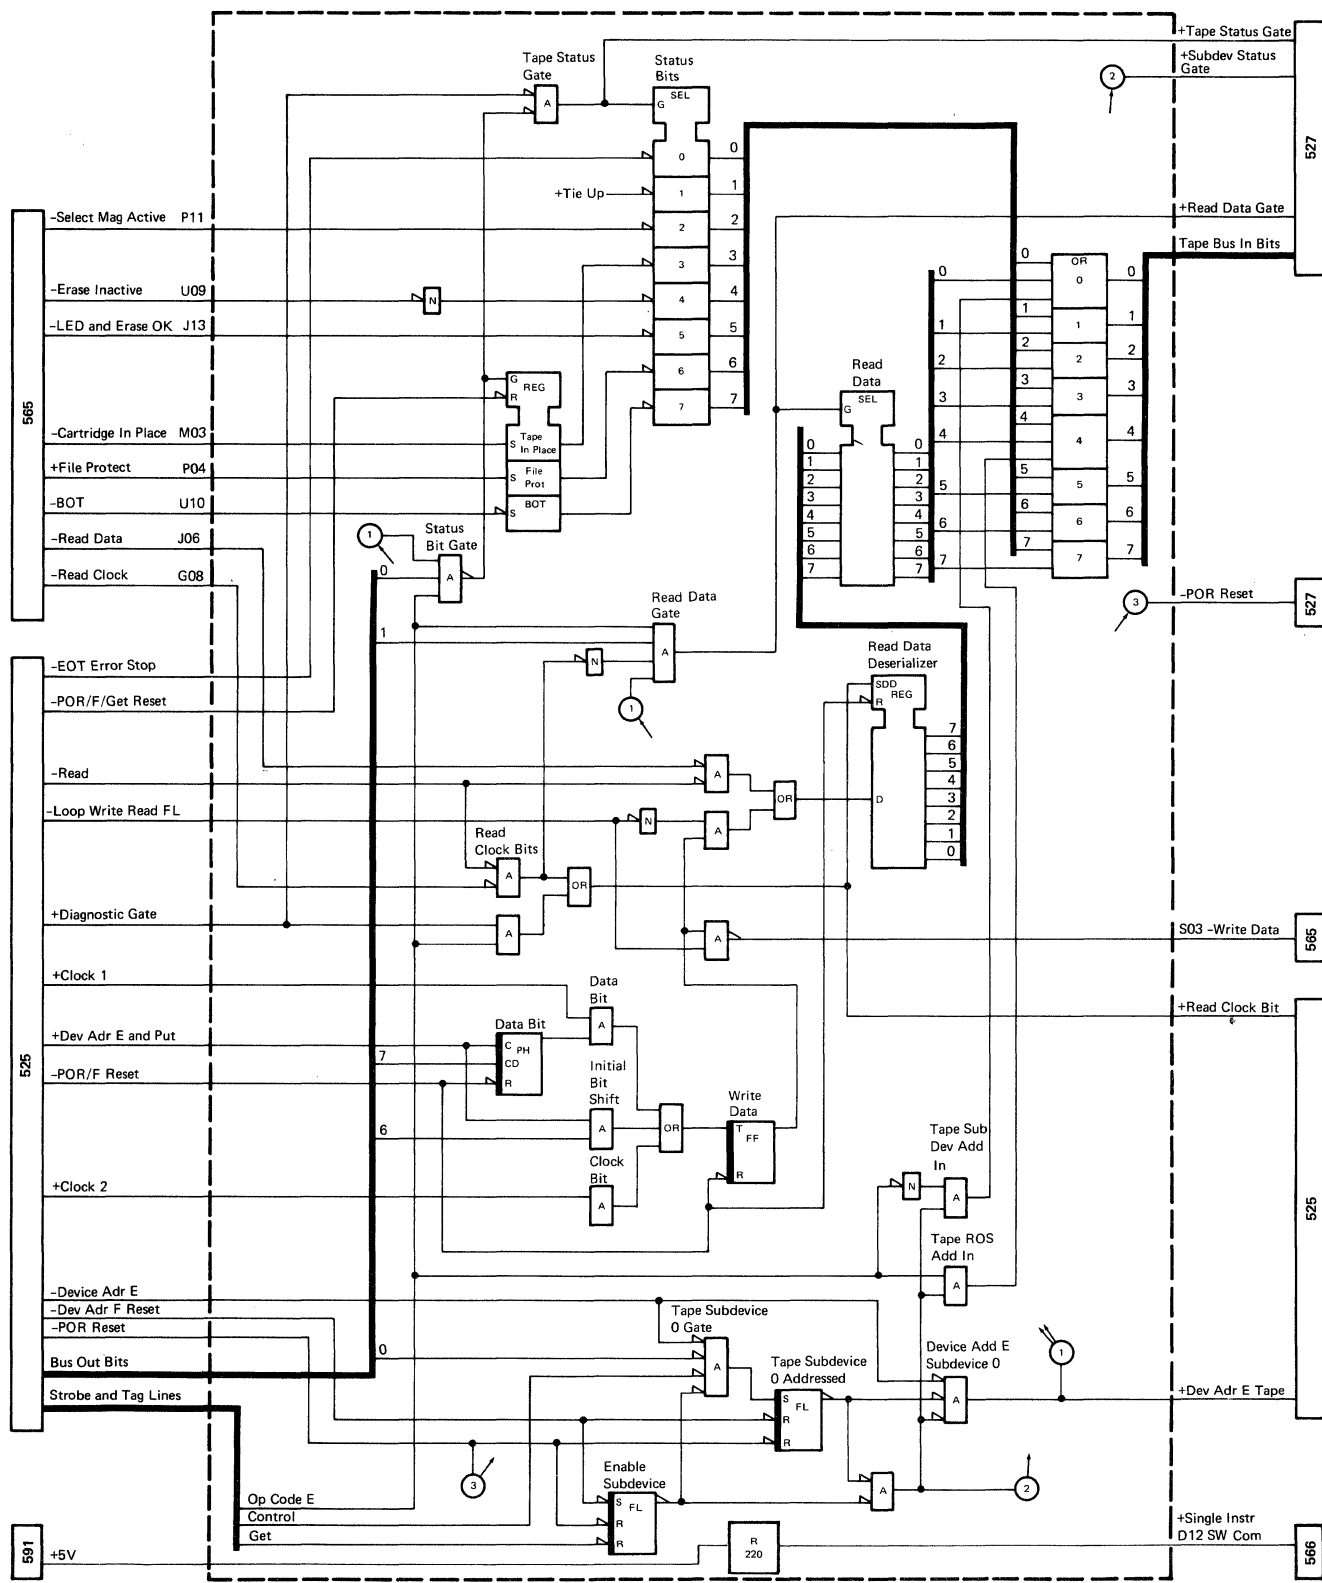 +Tape Status Gate
+Subdev Status
Gate
2
527
Tape Status
Gate
A
Status
Bits
SEL
G
0
0
+Tie Up
1
1
2
2
3
3
4
4
5
5
6
6
7
7
+Read Data Gate
Tape Bus In Bits
565
-Select Mag Active P11
-Erase Inactive U09
N
-LED and Erase OK J13
-Cartridge In Place M03
+File Protect P04
-BOT U10
-Read Data J06
-Read Clock G08
G
REG
R
S
Tape
In Place
S
File
Prot
S
BOT
Read
Data
SEL
G
0
1
2
3
4
5
6
7
0
1
2
3
4
5
6
7
0
1
2
3
4
5
6
7
0
1
2
3
4
5
6
7
OR
0
1
2
3
4
5
6
7
0
1
2
3
4
5
6
7
1
Status
Bit Gate
0
A
1
Read Data
Gate
A
N
1
3
-POR Reset
527
Read Data
Deserializer
SDD
REG
R
D
7
6
5
4
3
2
1
0
525
-EOT Error Stop
-POR/F/Get Reset
-Read
-Loop Write Read FL
N
A
A
OR
Read
Clock Bits
A
OR
+Diagnostic Gate
A
A
S03 -Write Data
565
+Clock 1
Data
Bit
A
+Read Clock Bit
+Dev Adr E and Put
Data Bit
C PH
CD
R
7
-POR/F Reset
Initial
Bit
Shift
A
OR
6
Write
Data
T
FF
R
Clock
Bit
A
+Clock 2
Tape Sub
Dev Add
In
N
A
525
Tape ROS
Add In
A
-Device Adr E
-Dev Adr F Reset
-POR Reset
Bus Out Bits
Strobe and Tag Lines
Tape Subdevice
0 Gate
0
A
Tape Subdevice
0 Addressed
S
FL
R
R
Device Add E
Subdevice 0
A
1
+Dev Adr E Tape
3
Enable
Subdevice
S
FL
R
R
A
2
Op Code E
Control
Get
591
+5V
R
220
+Single Instr
D12 SW Com
566